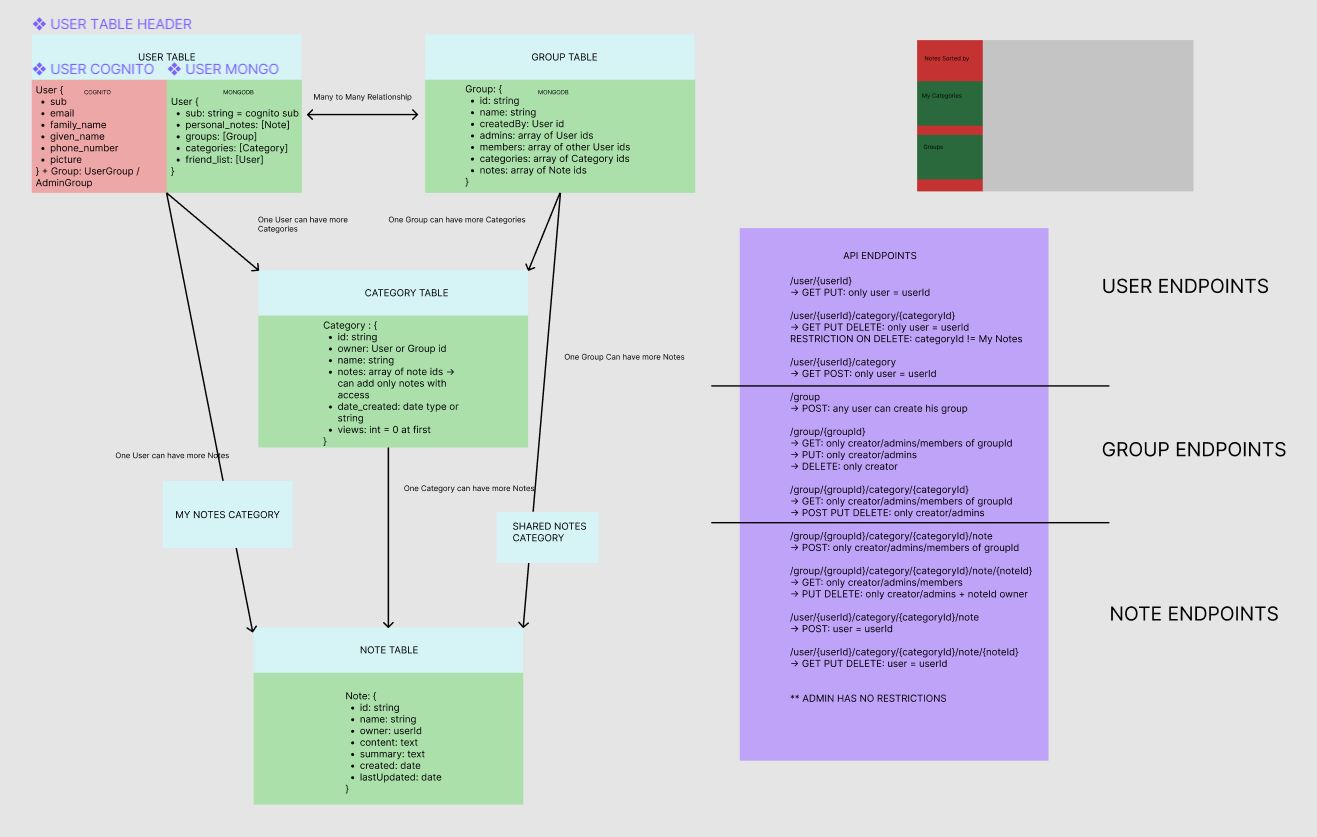 ❖ USER TABLE HEADER
USER TABLE
❖ USER COGNITO
❖ USER MONGO
User {
COGNITO
• sub
• email
• family_name
• given_name
• phone_number
• picture
} + Group: UserGroup /
AdminGroup
MONGODB
User {
• sub: string = cognito sub
• personal_notes: [Note]
• groups: [Group]
• categories: [Category]
• friend_list: [User]
}
Many to Many Relationship
GROUP TABLE
Group: {
MONGODB
• id: string
• name: string
• createdBy: User id
• admins: array of User ids
• members: array of other User ids
• categories: array of Category ids
• notes: array of Note ids
}
One User can have more
Categories
One Group can have more Categories
CATEGORY TABLE
Category : {
• id: string
• owner: User or Group id
• name: string
• notes: array of note ids →
can add only notes with
access
• date_created: date type or
string
• views: int = 0 at first
}
One Group Can have more Notes
One User can have more Notes
One Category can have more Notes
MY NOTES CATEGORY
SHARED NOTES
CATEGORY
NOTE TABLE
Note: {
• id: string
• name: string
• owner: userId
• content: text
• summary: text
• created: date
• lastUpdated: date
}
Notes Sorted by
My Categories
Groups
API ENDPOINTS
/user/{userId}
→ GET PUT: only user = userId
/user/{userId}/category/{categoryId}
→ GET PUT DELETE: only user = userId
RESTRICTION ON DELETE: categoryId != My Notes
/user/{userId}/category
→ GET POST: only user = userId
/group
→ POST: any user can create his group
/group/{groupId}
→ GET: only creator/admins/members of groupId
→ PUT: only creator/admins
→ DELETE: only creator
/group/{groupId}/category/{categoryId}
→ GET: only creator/admins/members of groupId
→ POST PUT DELETE: only creator/admins
/group/{groupId}/category/{categoryId}/note
→ POST: only creator/admins/members of groupId
/group/{groupId}/category/{categoryId}/note/{noteId}
→ GET: only creator/admins/members
→ PUT DELETE: only creator/admins + noteId owner
/user/{userId}/category/{categoryId}/note
→ POST: user = userId
/user/{userId}/category/{categoryId}/note/{noteId}
→ GET PUT DELETE: user = userId
** ADMIN HAS NO RESTRICTIONS
USER ENDPOINTS
GROUP ENDPOINTS
NOTE ENDPOINTS